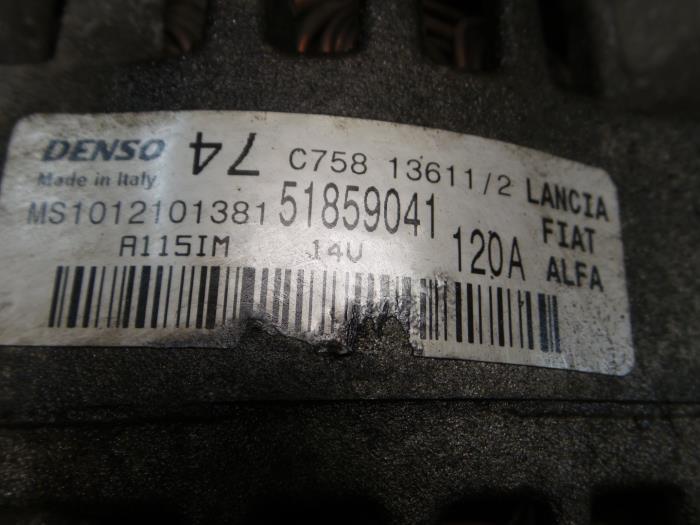 DENSO 74 C758 13611/2 LANCIA
Made in Italy
MS1012101381 51859041 FIAT
A115IM 14V 120A ALFA